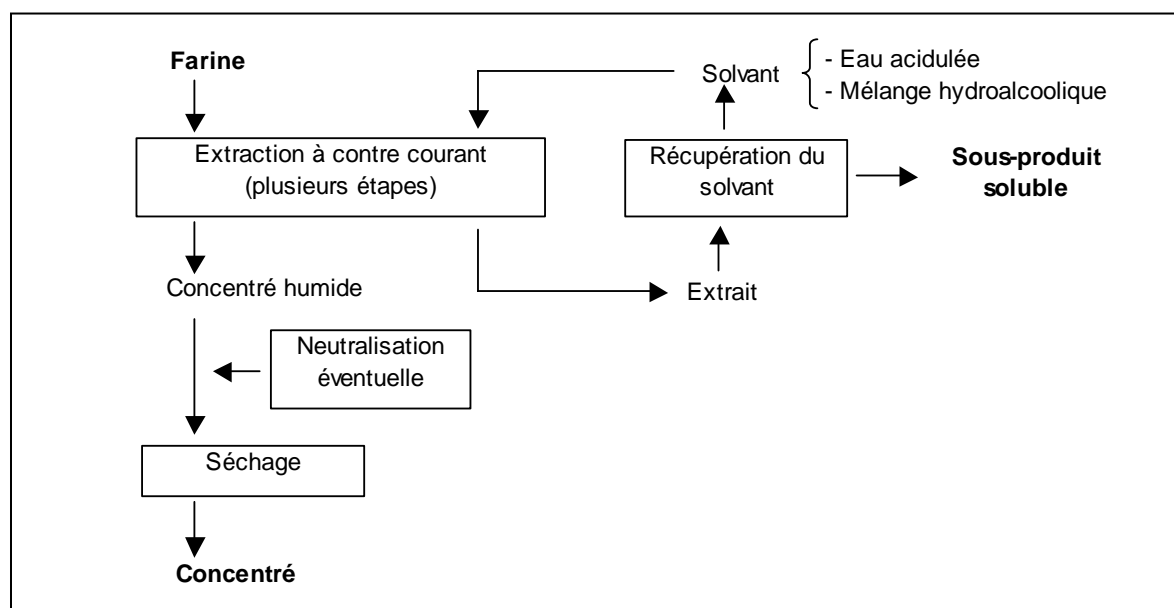 Farine
Solvant
- Eau acidulée
- Mélange hydroalcoolique
Extraction à contre courant
(plusieurs étapes)
Récupération du
solvant
Sous-produit
soluble
Concentré humide
Extrait
Neutralisation
éventuelle
Séchage
Concentré